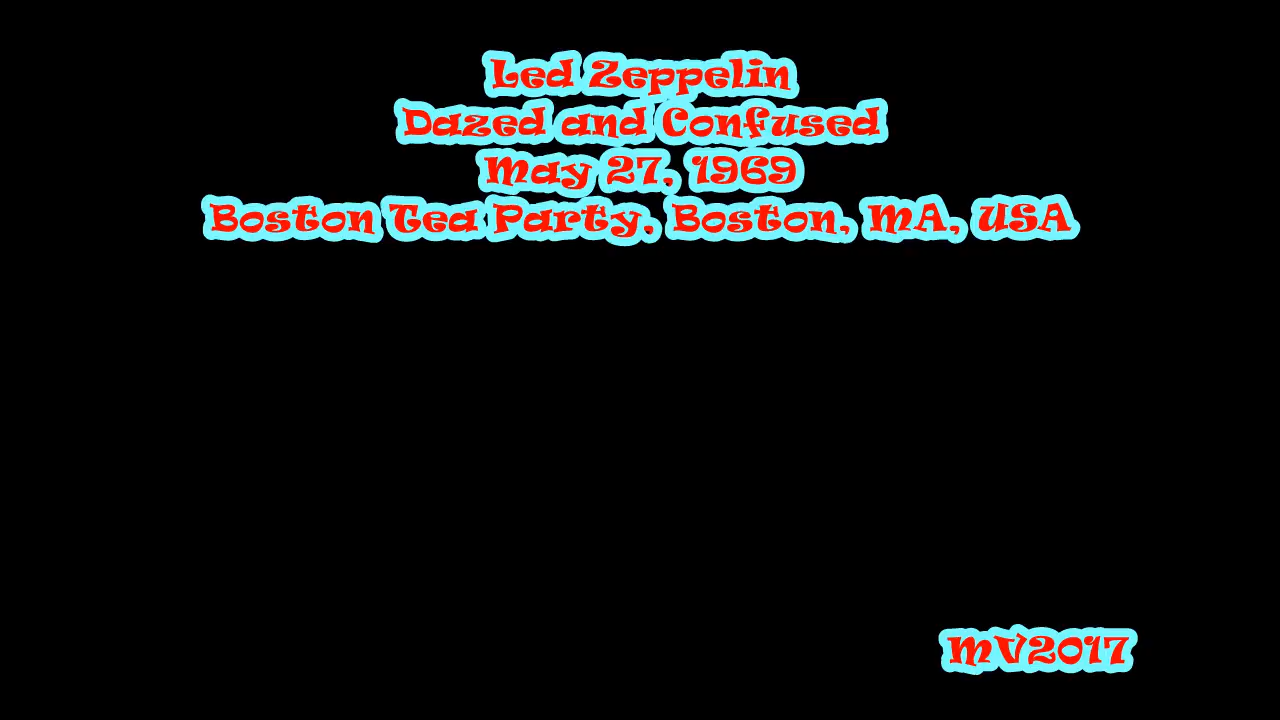 Led Zeppelin
Dazed and Confused
May 27, 1969
Boston Tea Party, Boston, MA, USA
MV2017